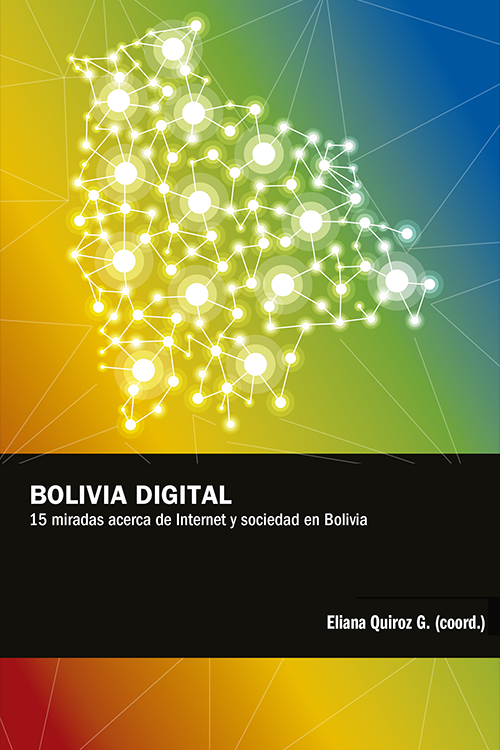 BOLIVIA DIGITAL
15 miradas acerca de Internet y sociedad en Bolivia
Eliana Quiroz G. (coord.)